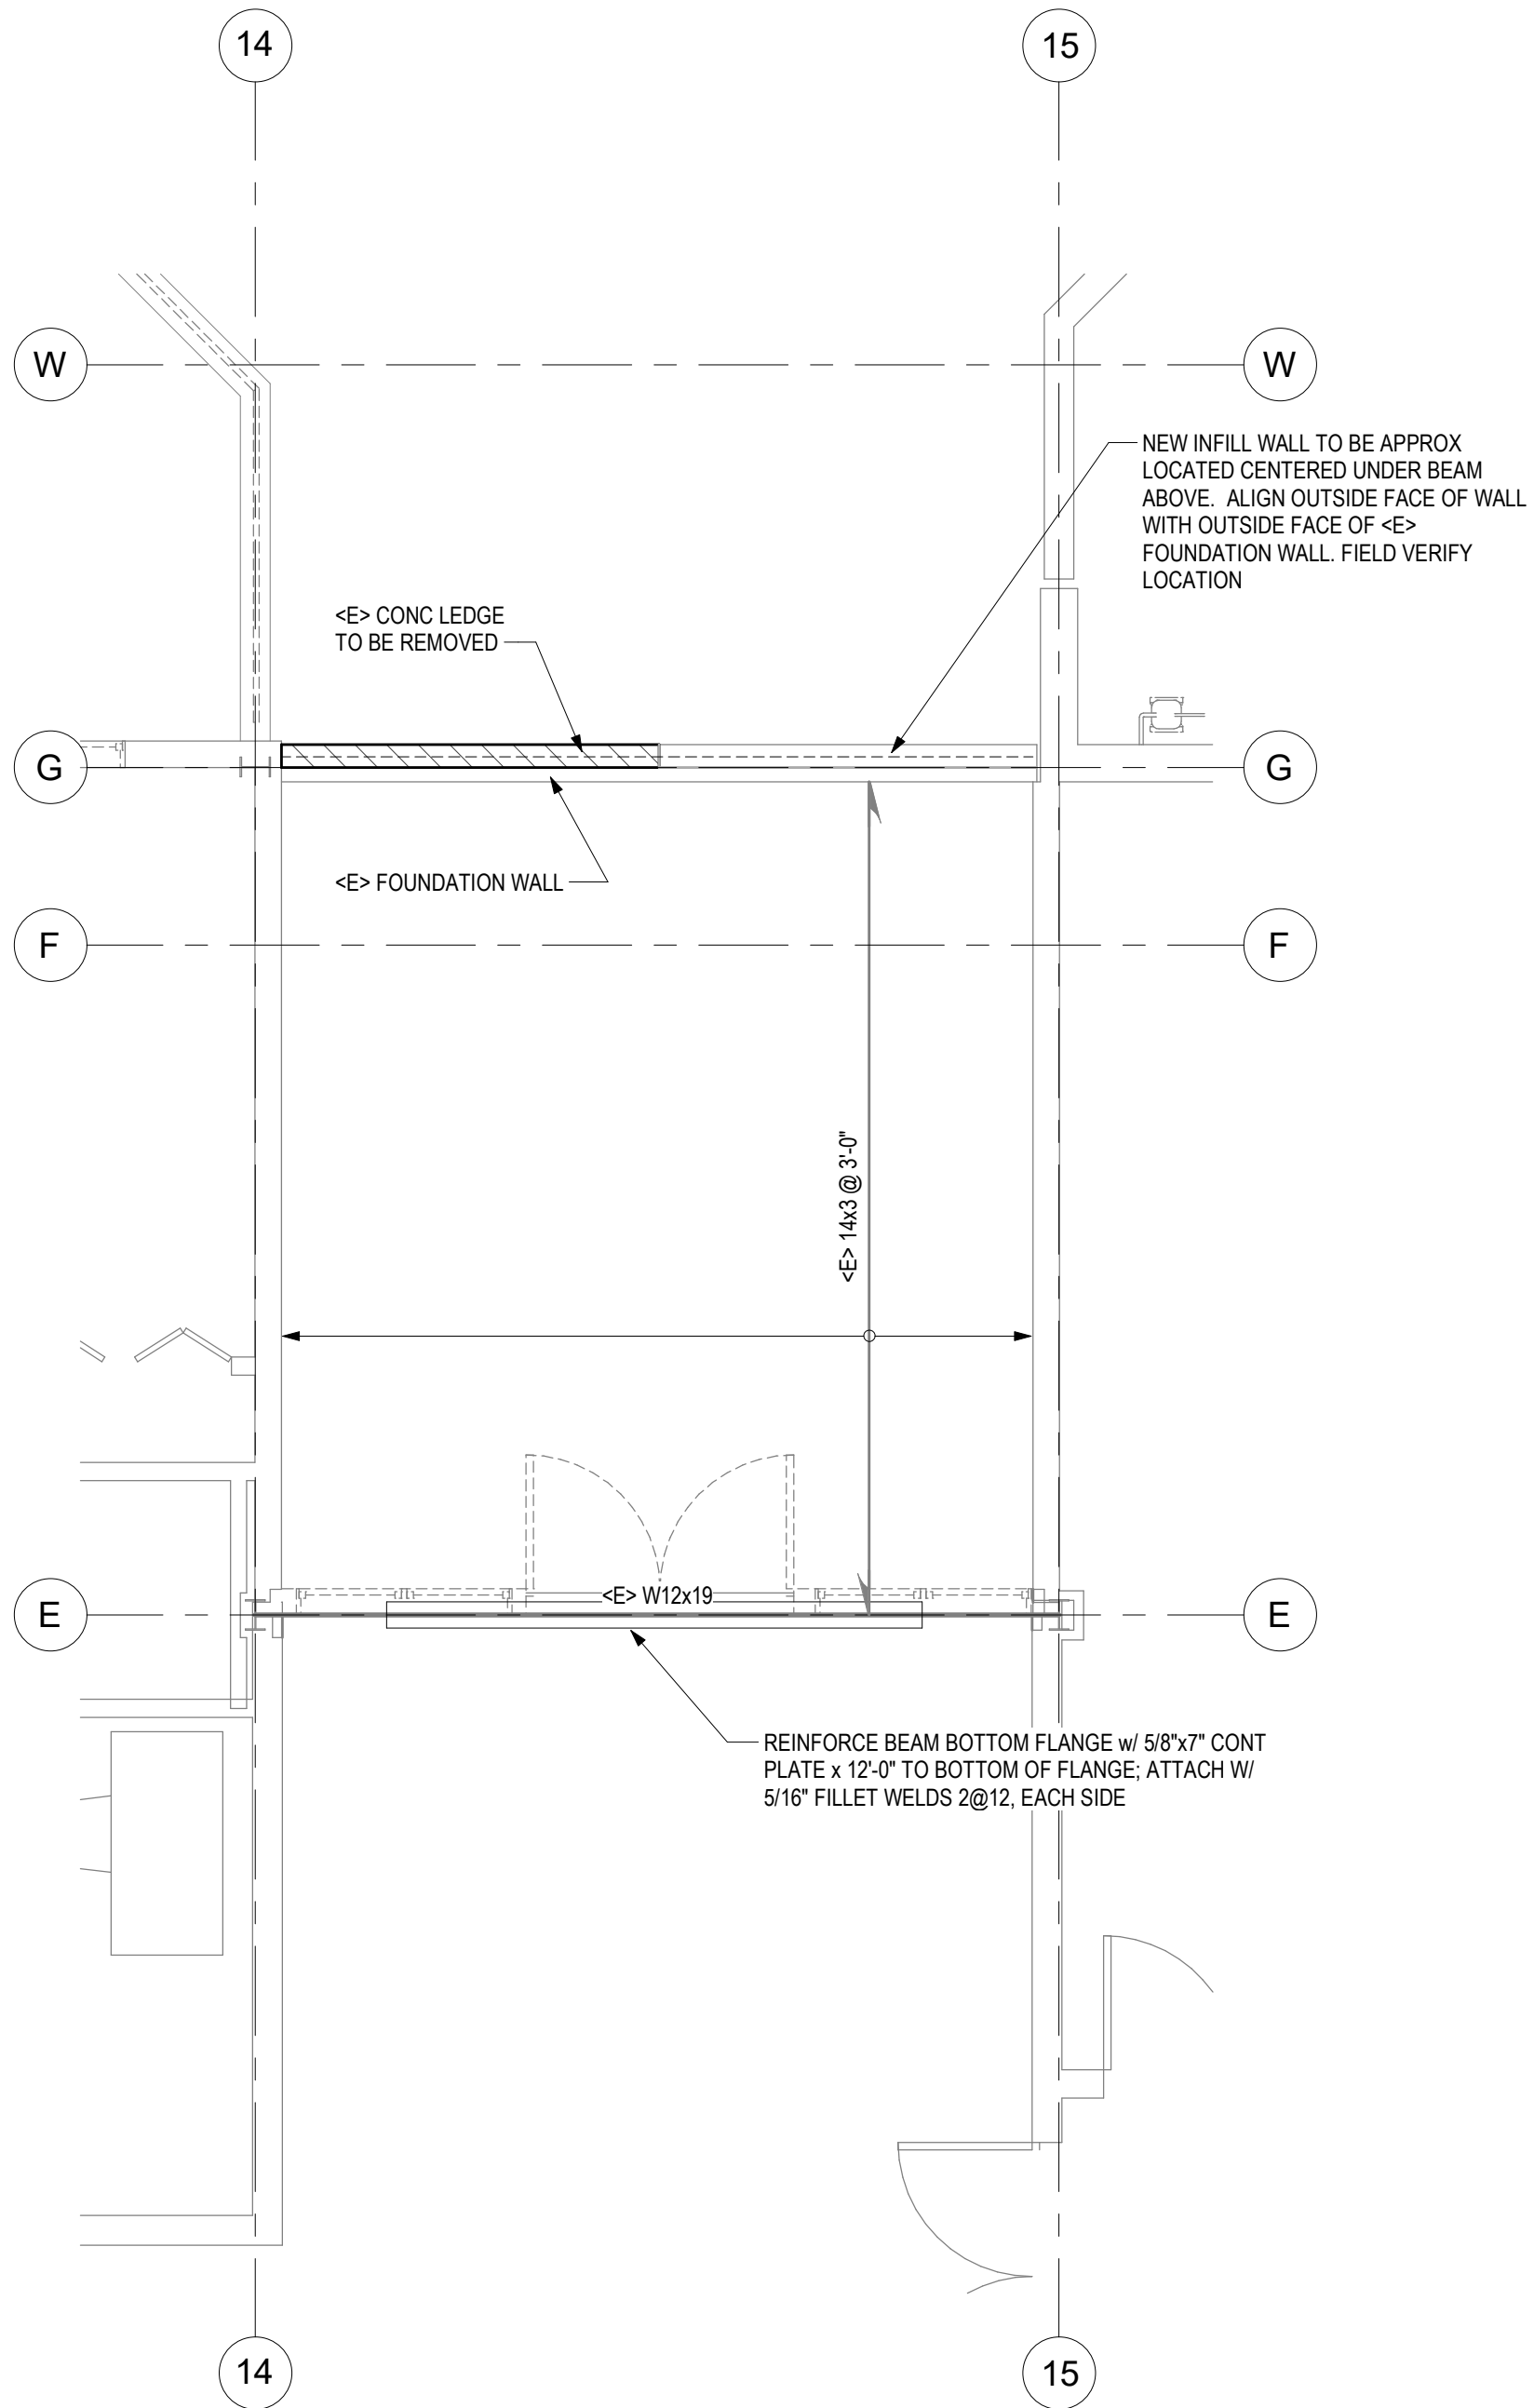 14
15
W
W
NEW INFILL WALL TO BE APPROX
LOCATED CENTERED UNDER BEAM
ABOVE.  ALIGN OUTSIDE FACE OF WALL
WITH OUTSIDE FACE OF <E>
FOUNDATION WALL. FIELD VERIFY
LOCATION
<E> CONC LEDGE
TO BE REMOVED
G
G
<E> FOUNDATION WALL
F
F
<E> 14x3 @ 3'-0"
<E> W12x19
E
E
REINFORCE BEAM BOTTOM FLANGE w/ 5/8"x7" CONT
PLATE x 12'-0" TO BOTTOM OF FLANGE; ATTACH W/
5/16" FILLET WELDS 2@12, EACH SIDE
14
15